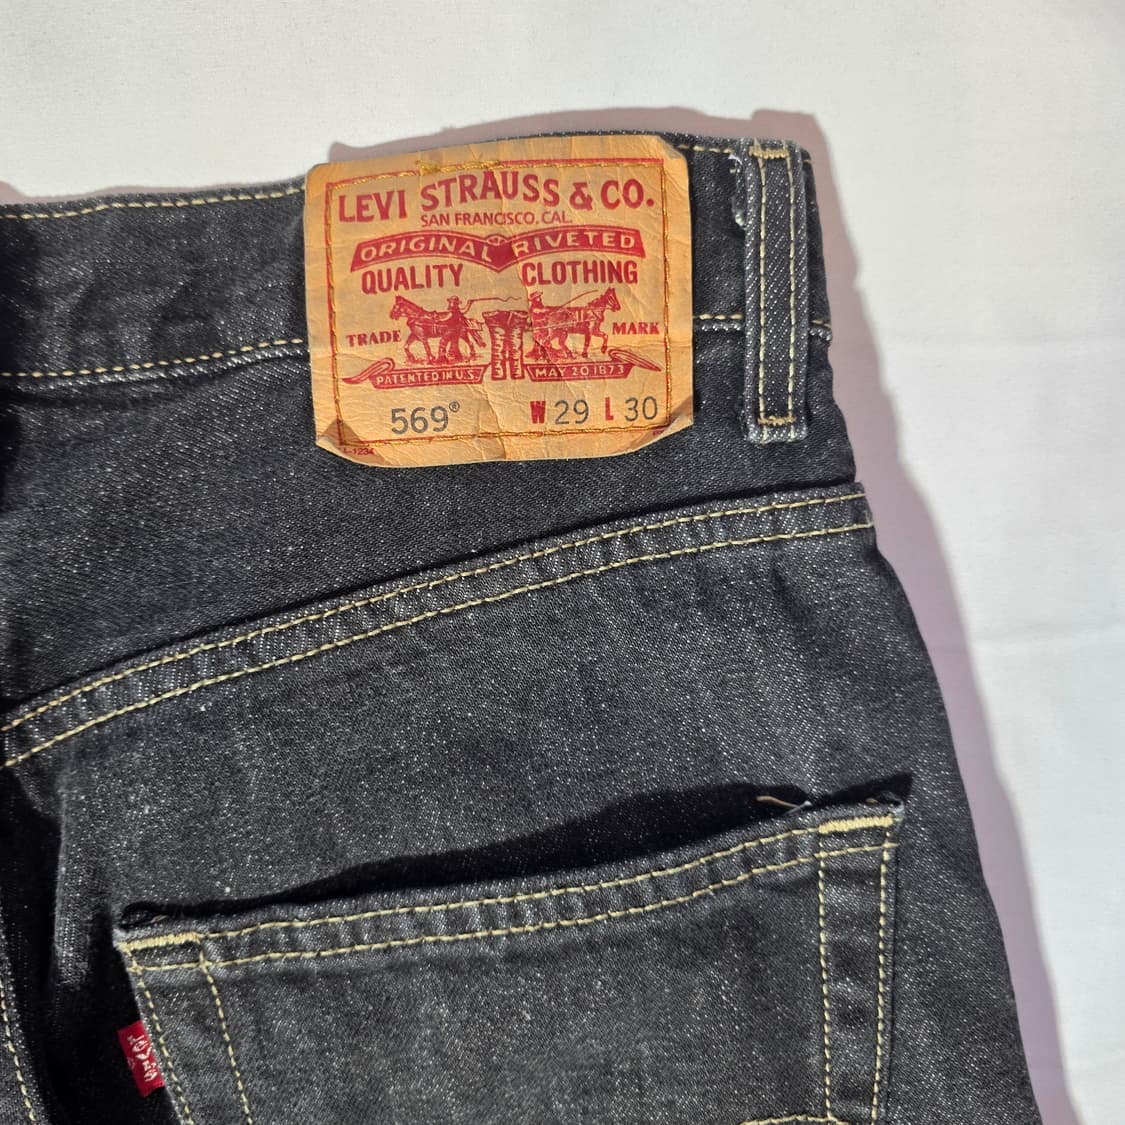 LEVI STRAUSS & CO.
SAN FRANCISCO, CAL.
ORIGINAL RIVETED
QUALITY CLOTHING
TRADE MARK
PATENTED IN U.S. MAY 20 1873
569® W 29 L 30
LEVI'S